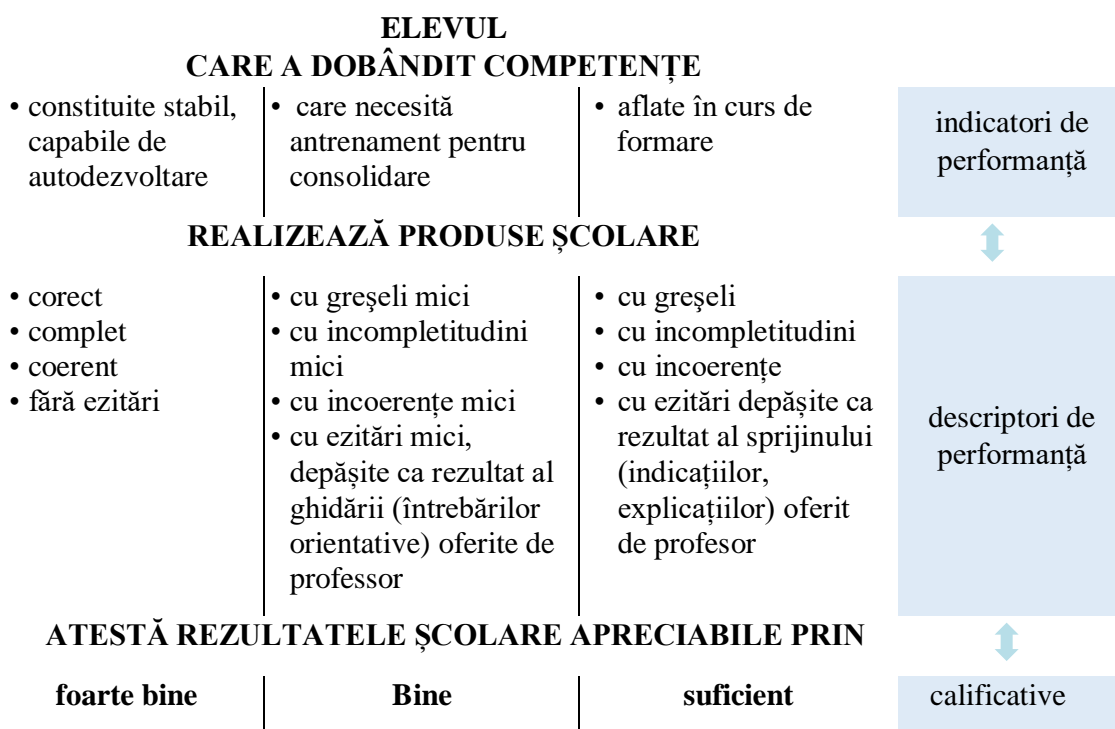 ELEVUL
CARE A DOBÂNDIT COMPETENȚE
• constituite stabil,
capabile de
autodezvoltare
• care necesită
antrenament pentru
consolidare
• aflate în curs de
formare
indicatori de
performanță
REALIZEAZĂ PRODUSE ȘCOLARE
• corect
• complet
• coerent
• fără ezitări
• cu greşeli mici
• cu incompletitudini
mici
• cu incoerențe mici
• cu ezitări mici,
depășite ca rezultat al
ghidării (întrebărilor
orientative) oferite de
professor
• cu greşeli
• cu incompletitudini
• cu incoerențe
• cu ezitări depășite ca
rezultat al sprijinului
(indicațiilor,
explicațiilor) oferit
de profesor
descriptori de
performanță
ATESTĂ REZULTATELE ȘCOLARE APRECIABILE PRIN
foarte bine
Bine
suficient
calificative